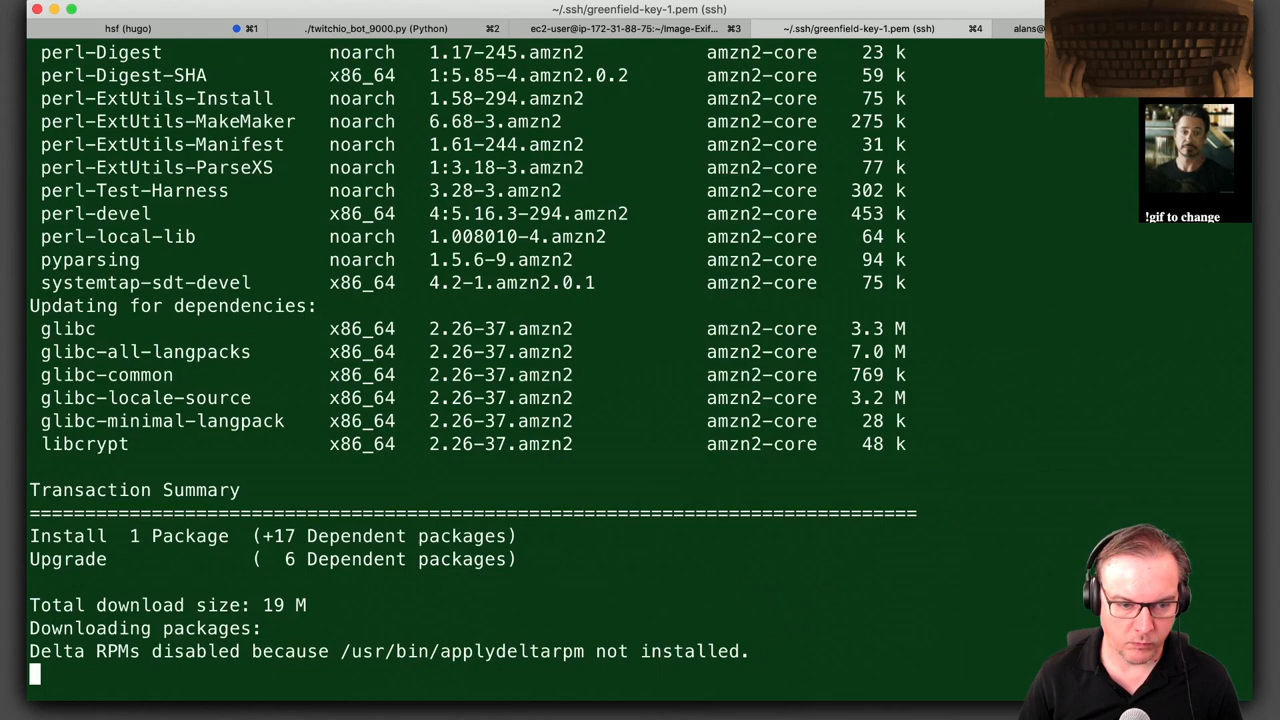 ~/.ssh/greenfield-key-1.pem (ssh)
hsf (hugo) ⌘1 ./twitchio_bot_9000.py (Python) ⌘2 ec2-user@ip-172-31-88-75:~/Image-Exif... ⌘3 ~/.ssh/greenfield-key-1.pem (ssh) ⌘4 alans@
perl-Digest noarch 1.17-245.amzn2 amzn2-core 23 k
perl-Digest-SHA x86_64 1:5.85-4.amzn2.0.2 amzn2-core 59 k
perl-ExtUtils-Install noarch 1.58-294.amzn2 amzn2-core 75 k
perl-ExtUtils-MakeMaker noarch 6.68-3.amzn2 amzn2-core 275 k
perl-ExtUtils-Manifest noarch 1.61-244.amzn2 amzn2-core 31 k
perl-ExtUtils-ParseXS noarch 1:3.18-3.amzn2 amzn2-core 77 k
perl-Test-Harness noarch 3.28-3.amzn2 amzn2-core 302 k
perl-devel x86_64 4:5.16.3-294.amzn2 amzn2-core 453 k
perl-local-lib noarch 1.008010-4.amzn2 amzn2-core 64 k
pyparsing noarch 1.5.6-9.amzn2 amzn2-core 94 k
systemtap-sdt-devel x86_64 4.2-1.amzn2.0.1 amzn2-core 75 k
!gif to change
Updating for dependencies:
glibc x86_64 2.26-37.amzn2 amzn2-core 3.3 M
glibc-all-langpacks x86_64 2.26-37.amzn2 amzn2-core 7.0 M
glibc-common x86_64 2.26-37.amzn2 amzn2-core 769 k
glibc-locale-source x86_64 2.26-37.amzn2 amzn2-core 3.2 M
glibc-minimal-langpack x86_64 2.26-37.amzn2 amzn2-core 28 k
libcrypt x86_64 2.26-37.amzn2 amzn2-core 48 k
Transaction Summary
================================================================================
Install 1 Package (+17 Dependent packages)
Upgrade ( 6 Dependent packages)
Total download size: 19 M
Downloading packages:
Delta RPMs disabled because /usr/bin/applydeltarpm not installed.